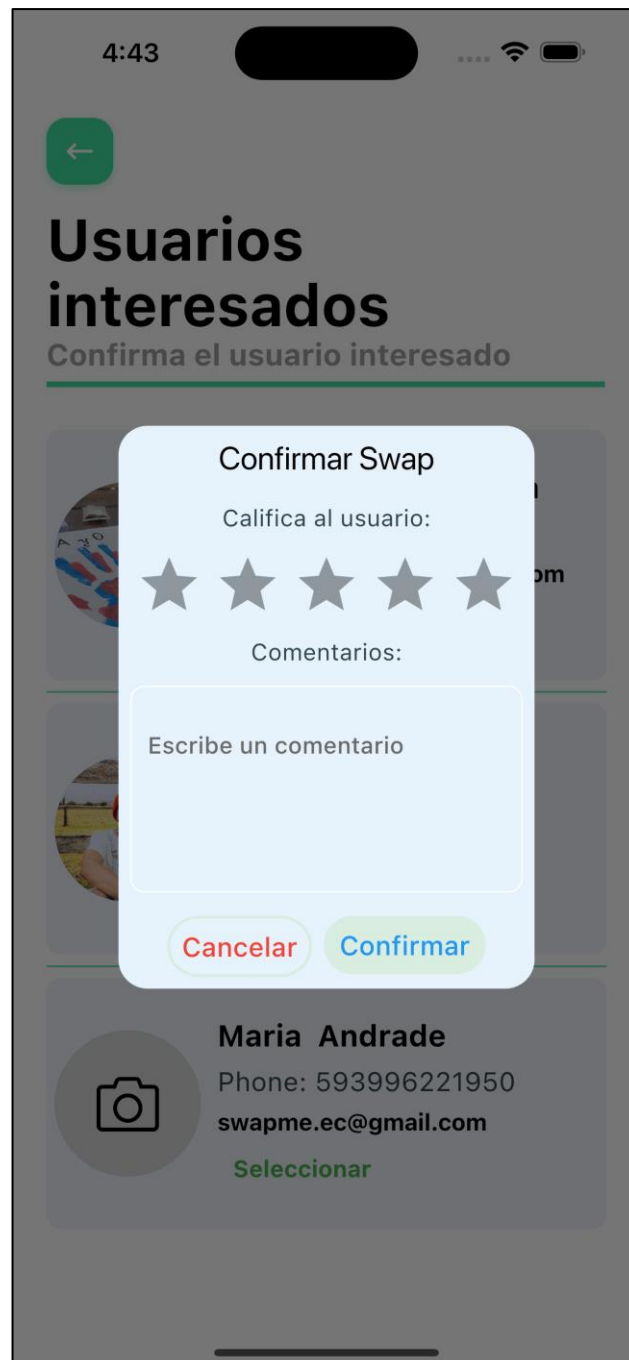 4:43
Usuarios
interesados
Confirma el usuario interesado
Confirmar Swap
Califica al usuario:
Comentarios:
Escribe un comentario
Cancelar
Confirmar
Maria Andrade
Phone: 593996221950
swapme.ec@gmail.com
Seleccionar